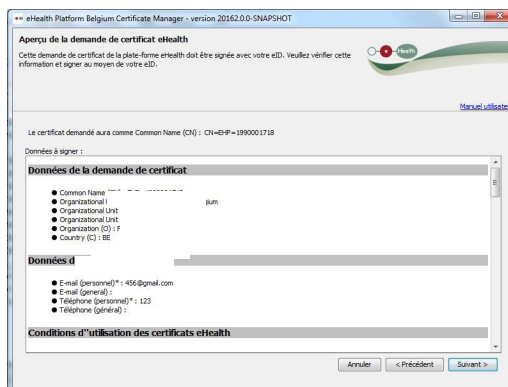 eHealth Platform Belgium Certificate Manager - version 20162.0.0-SNAPSHOT
Aperçu de la demande de certificat eHealth
Cette demande de certificat de la plate-forme eHealth doit être signée avec votre eID. Veuillez vérifier cette
information et signer au moyen de votre eID.
eHealth
Manuel utilisate
Le certificat demandé aura comme Common Name (CN) : CN=EHP=1990001718
Données à signer :
Données de la demande de certificat
● Common Name
● Organizational
● Organizational Unit
● Organizational Unit
● Organization (O) : F
● Country (C) : BE
Données d
● E-mail (personnel)* : 456@gmail.com
● E-mail (general) :
● Téléphone (personnel)* : 123
● Téléphone (général) :
Conditions d''utilisation des certificats eHealth
Annuler
< Précédent
Suivant >